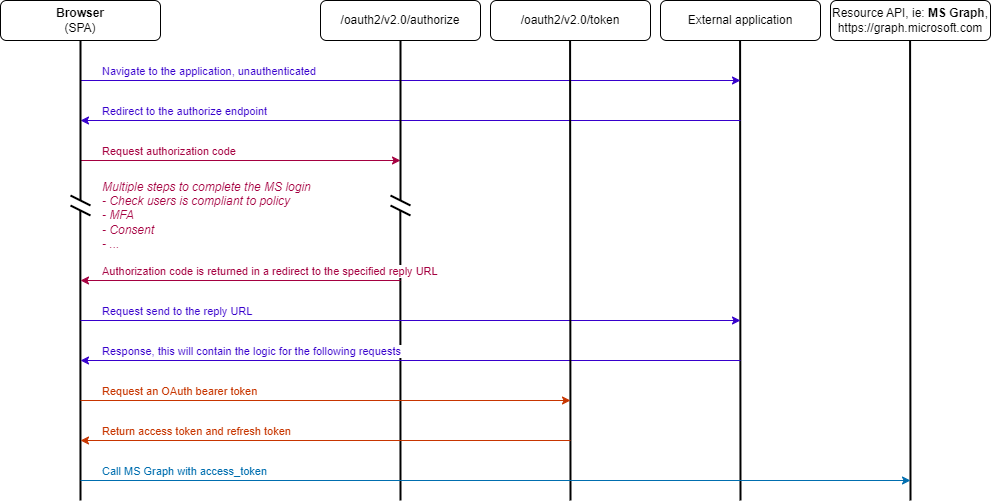 Browser
(SPA)
/oauth2/v2.0/authorize
/oauth2/v2.0/token
External application
Resource API, ie: MS Graph,
https://graph.microsoft.com
Navigate to the application, unauthenticated
Redirect to the authorize endpoint
Request authorization code
Multiple steps to complete the MS login
- Check users is compliant to policy
- MFA
- Consent
- ...
Authorization code is returned in a redirect to the specified reply URL
Request send to the reply URL
Response, this will contain the logic for the following requests
Request an OAuth bearer token
Return access token and refresh token
Call MS Graph with access_token